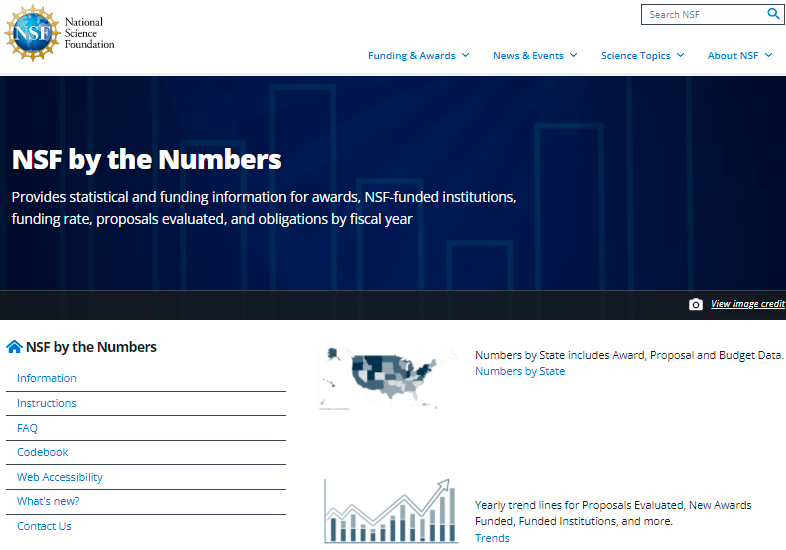 NSF
National
Science
Foundation
Search NSF
Funding & Awards
News & Events
Science Topics
About NSF
NSF by the Numbers
Provides statistical and funding information for awards, NSF-funded institutions,
funding rate, proposals evaluated, and obligations by fiscal year
View image credit
NSF by the Numbers
Information
Instructions
FAQ
Codebook
Web Accessibility
What's new?
Contact Us
Numbers by State includes Award, Proposal and Budget Data.
Numbers by State
Yearly trend lines for Proposals Evaluated, New Awards
Funded, Funded Institutions, and more.
Trends